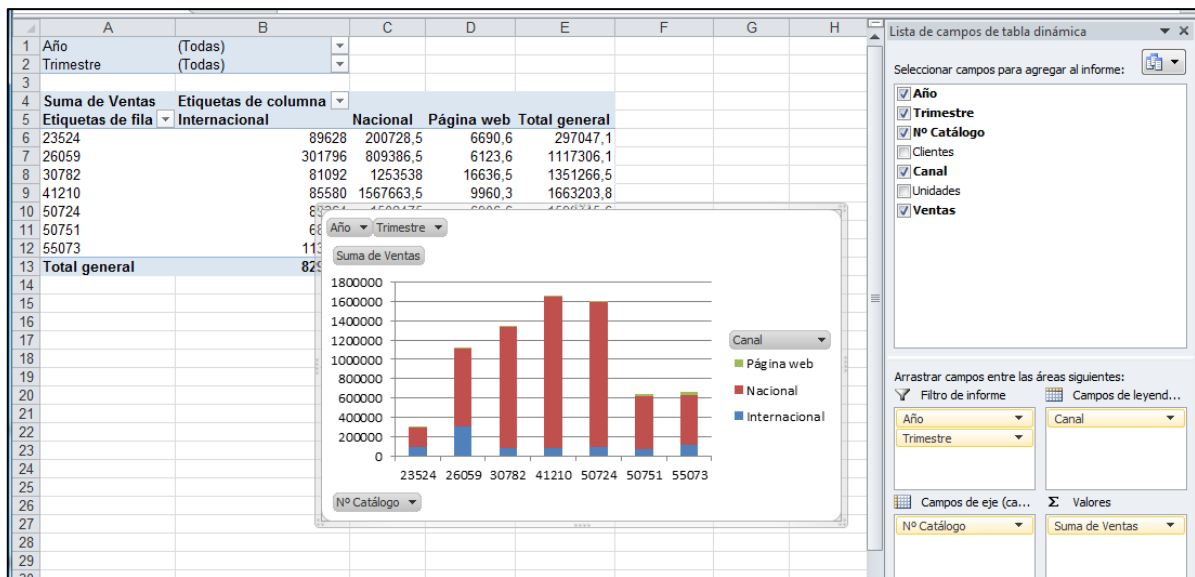 A B C D E F G H
1 Año (Todas)
2 Trimestre (Todas)
3
4 Suma de Ventas Etiquetas de columna
5 Etiquetas de fila Internacional Nacional Página web Total general
6 23524 89628 200728,5 6690,6 297047,1
7 26059 301796 809386,5 6123,6 1117306,1
8 30782 81092 1253538 16636,5 1351266,5
9 41210 85580 1567663,5 9960,3 1663203,8
10 50724
11 50751
12 55073
13 Total general
14
15
16
17
18
19
20
21
22
23
24
25
26
27
28
29
Año Trimestre
Suma de Ventas
1800000
1600000
1400000
1200000
1000000
800000
600000
400000
200000
0
23524 26059 30782 41210 50724 50751 55073
Nº Catálogo
Canal
Página web
Nacional
Internacional
Lista de campos de tabla dinámica
Seleccionar campos para agregar al informe:
Año
Trimestre
Nº Catálogo
Clientes
Canal
Unidades
Ventas
Arrastrar campos entre las áreas siguientes:
Filtro de informe Campos de leyend...
Año Canal
Trimestre
Campos de eje (ca... Σ Valores
Nº Catálogo Suma de Ventas